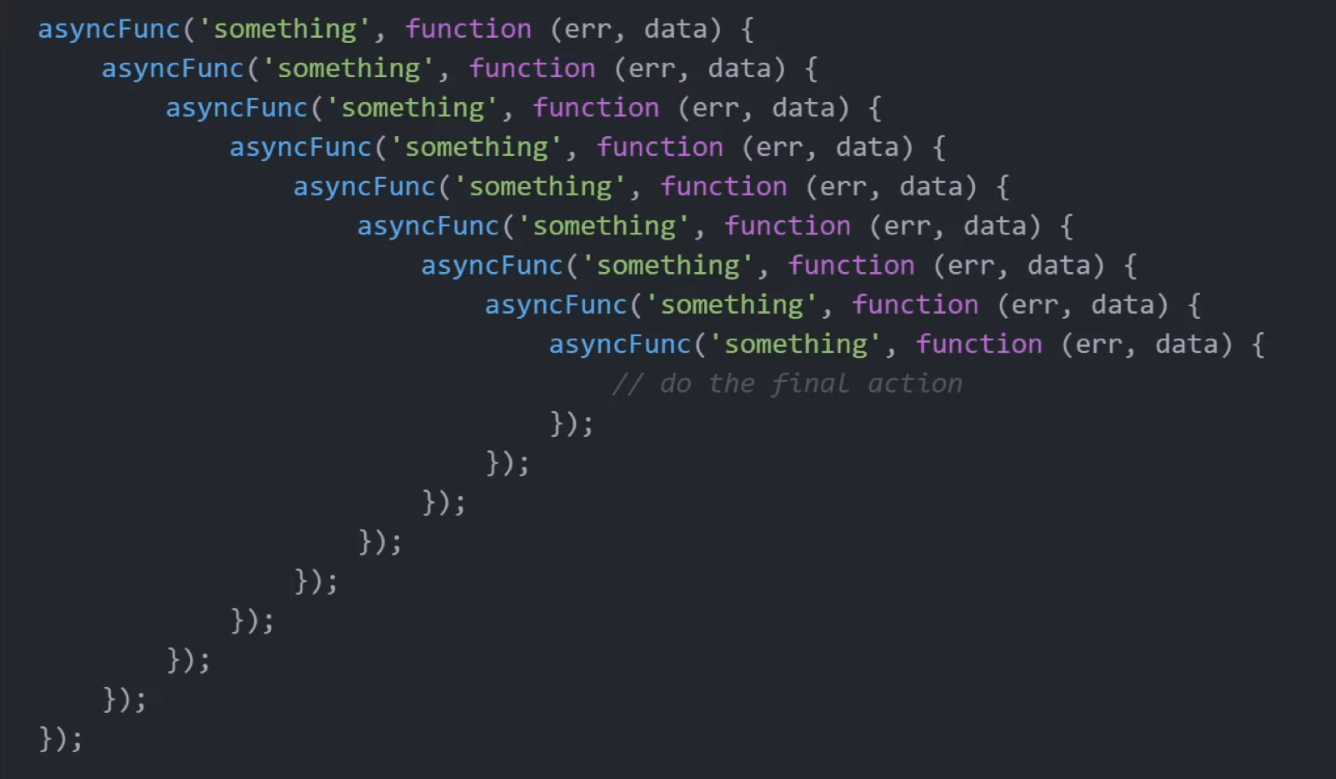 asyncFunc('something', function (err, data) {
    asyncFunc('something', function (err, data) {
        asyncFunc('something', function (err, data) {
            asyncFunc('something', function (err, data) {
                asyncFunc('something', function (err, data) {
                    asyncFunc('something', function (err, data) {
                        asyncFunc('something', function (err, data) {
                            asyncFunc('something', function (err, data) {
                                asyncFunc('something', function (err, data) {
                                    // do the final action
                                });
                            });
                        });
                    });
                });
            });
        });
    });
});